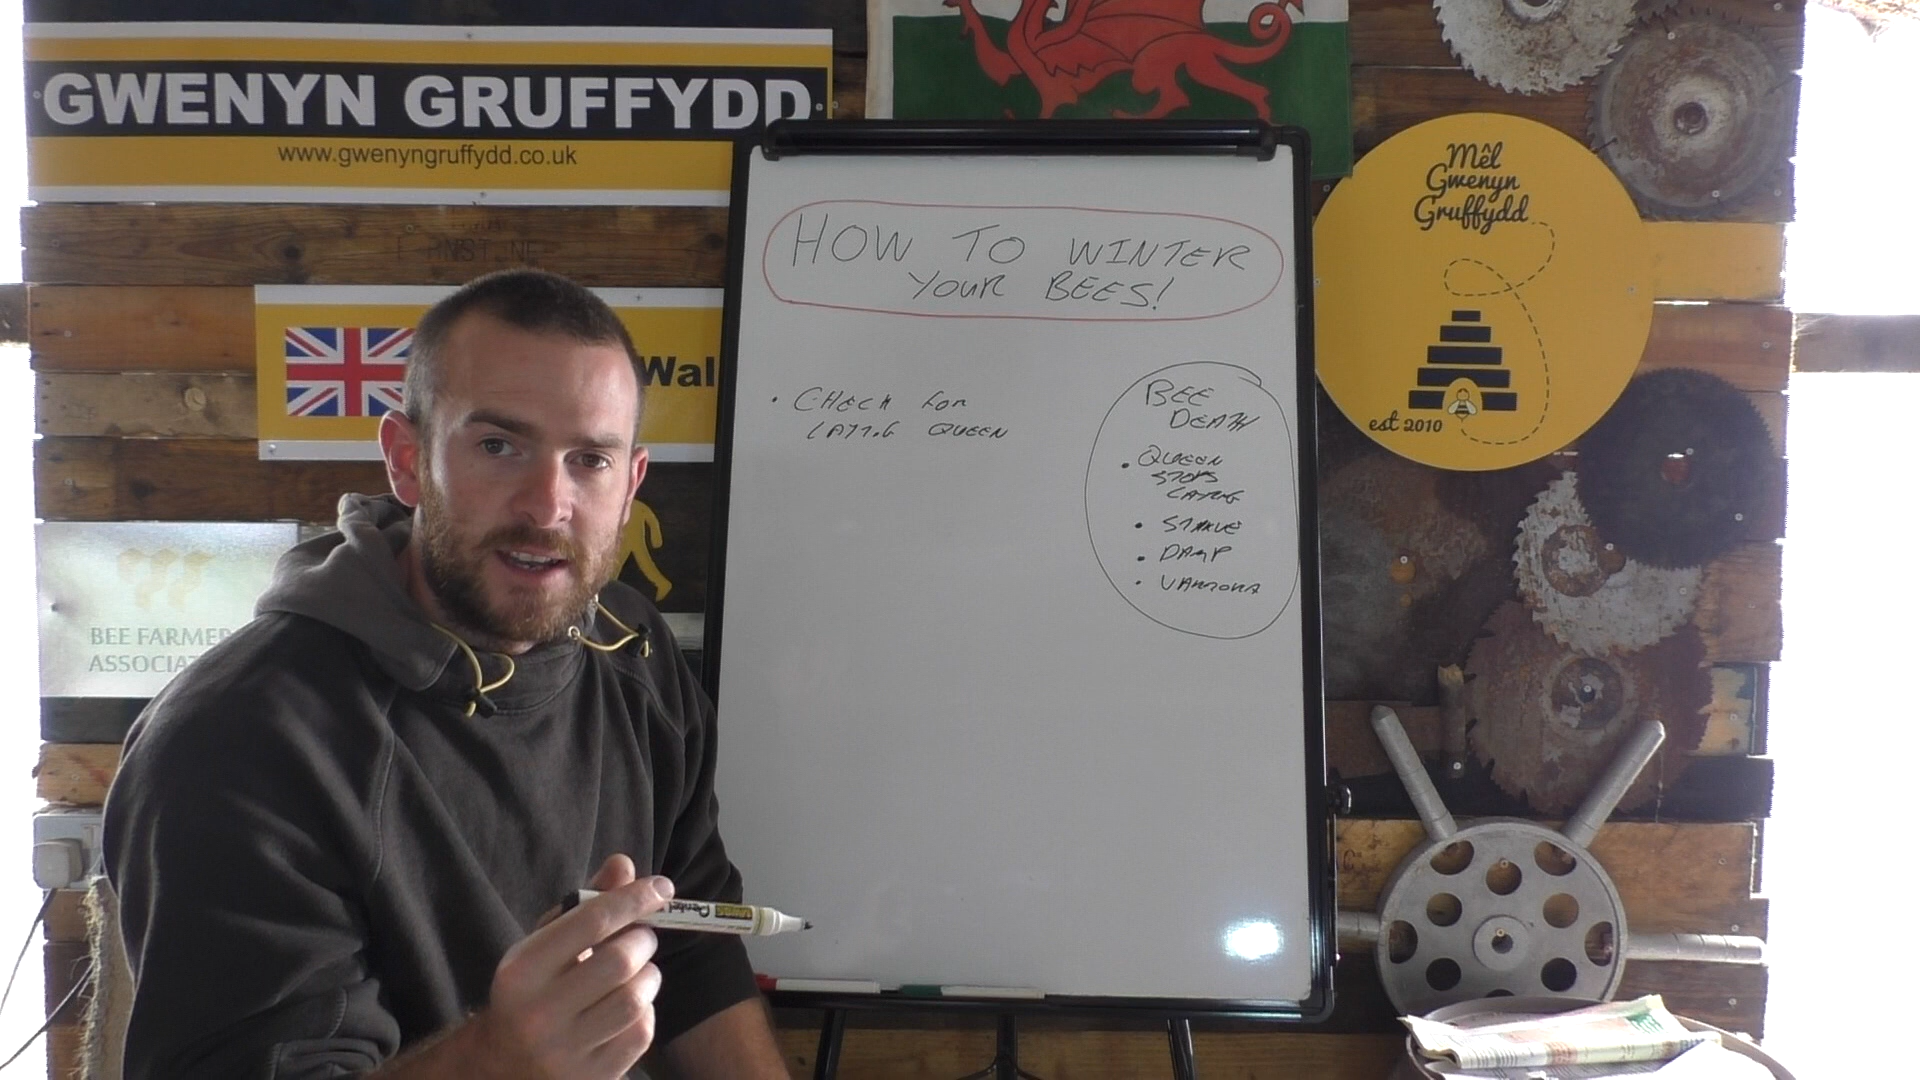 GWENYN GRUFFYDD
www.gwenyngruffydd.co.uk
Wal
BEE FARMER
ASSOCIAT
HOW TO WINTER
YOUR BEES!
• CHECK FOR
LAYING QUEEN
BEE
DEATH
• QUEEN
STOPS
LAYING
• STARVE
• DAMP
• VARROA
Mêl
Gwenyn
Gruffydd
est 2010
Pentel